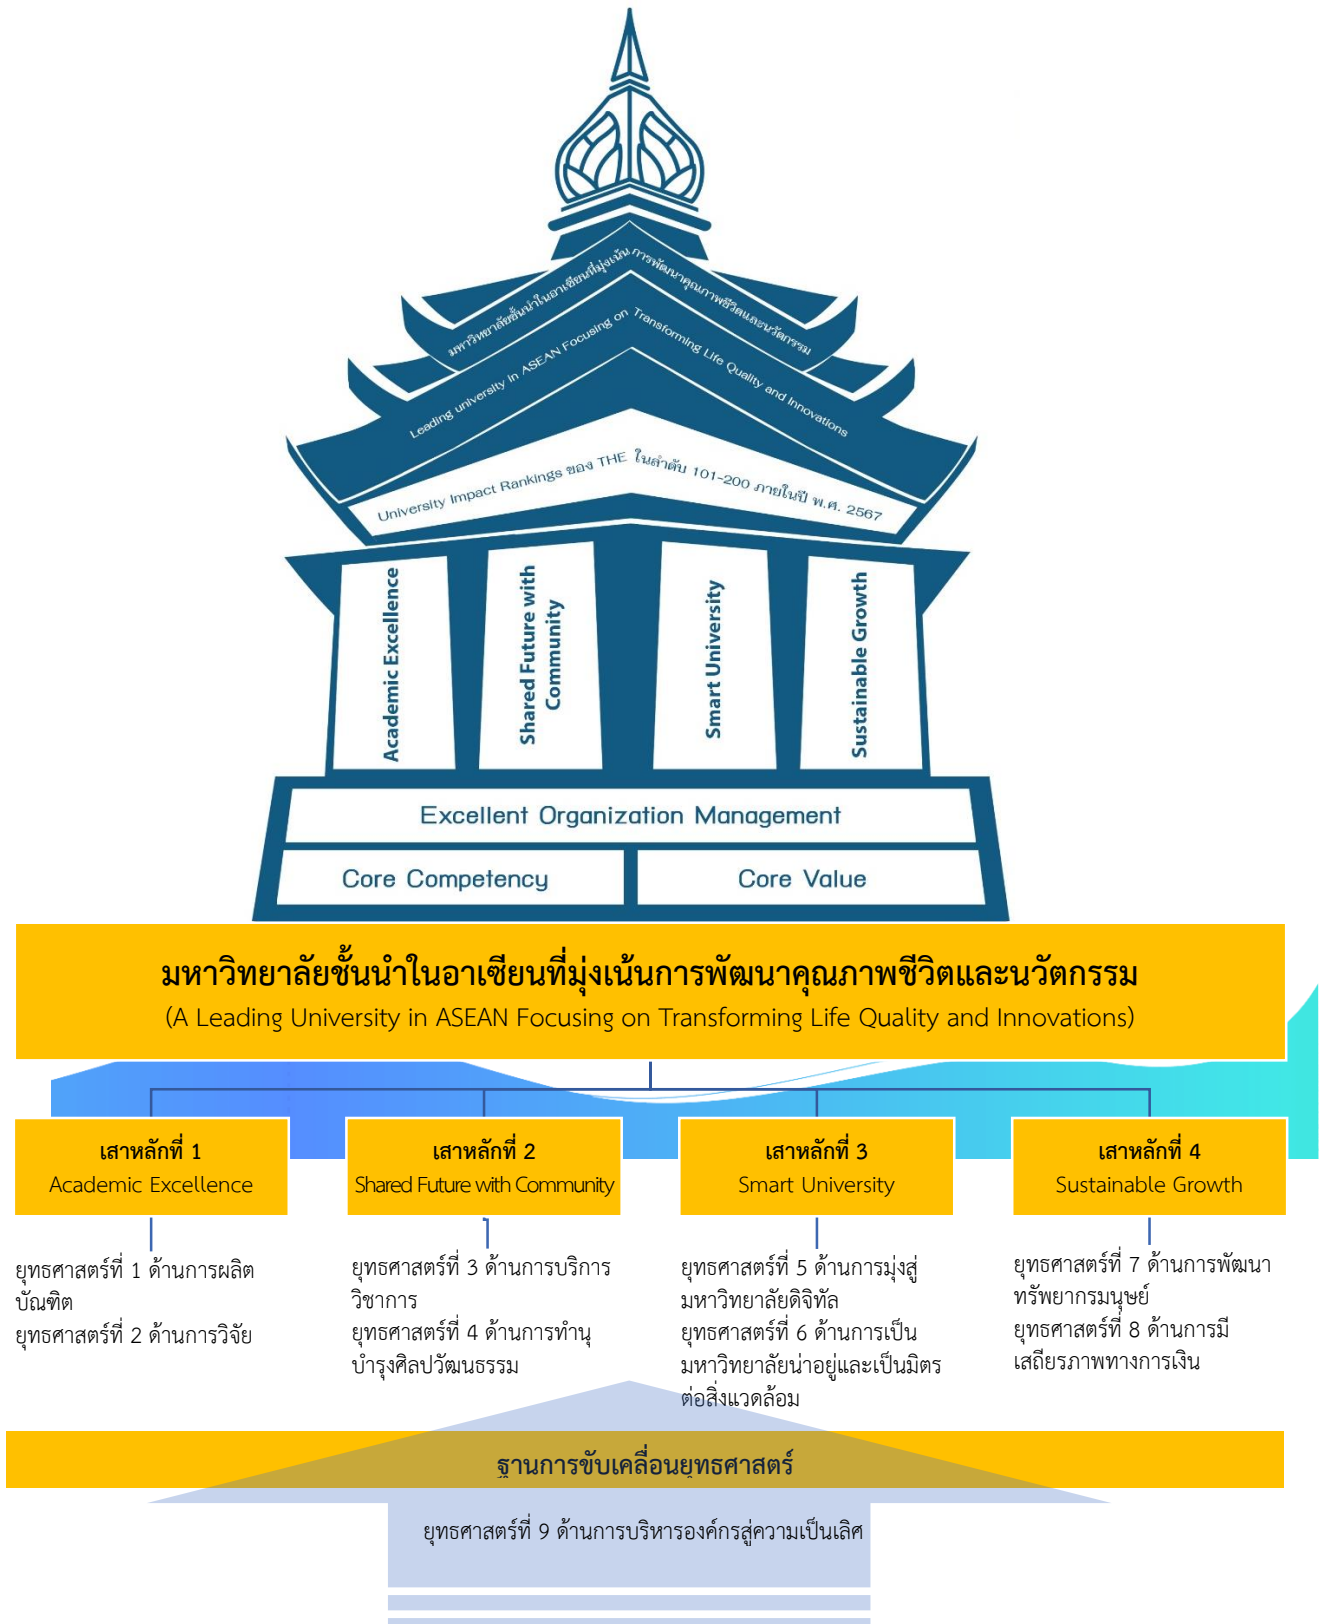 มหาวิทยาลัยชั้นนำในอาเซียนที่มุ่งเน้น การพัฒนาคุณภาพชีวิตและนวัตกรรม
Leading university in ASEAN Focusing on Transforming Life Quality and Innovations
University Impact Rankings ของ THE ในลำดับ 101-200 ภายในปี พ.ศ. 2567
Academic Excellence
Shared Future with
Community
Smart University
Sustainable Growth
Excellent Organization Management
Core Competency
Core Value
มหาวิทยาลัยชั้นนำในอาเซียนที่มุ่งเน้นการพัฒนาคุณภาพชีวิตและนวัตกรรม
(A Leading University in ASEAN Focusing on Transforming Life Quality and Innovations)
เสาหลักที่ 1
Academic Excellence
ยุทธศาสตร์ที่ 1 ด้านการผลิต
บัณฑิต
ยุทธศาสตร์ที่ 2 ด้านการวิจัย
เสาหลักที่ 2
Shared Future with Community
ยุทธศาสตร์ที่ 3 ด้านการบริการ
วิชาการ
ยุทธศาสตร์ที่ 4 ด้านการทำนุ
บำรุงศิลปวัฒนธรรม
เสาหลักที่ 3
Smart University
ยุทธศาสตร์ที่ 5 ด้านการมุ่งสู่
มหาวิทยาลัยดิจิทัล
ยุทธศาสตร์ที่ 6 ด้านการเป็น
มหาวิทยาลัยน่าอยู่และเป็นมิตร
ต่อสิ่งแวดล้อม
เสาหลักที่ 4
Sustainable Growth
ยุทธศาสตร์ที่ 7 ด้านการพัฒนา
ทรัพยากรมนุษย์
ยุทธศาสตร์ที่ 8 ด้านการมี
เสถียรภาพทางการเงิน
ฐานการขับเคลื่อนยุทธศาสตร์
ยุทธศาสตร์ที่ 9 ด้านการบริหารองค์กรสู่ความเป็นเลิศ